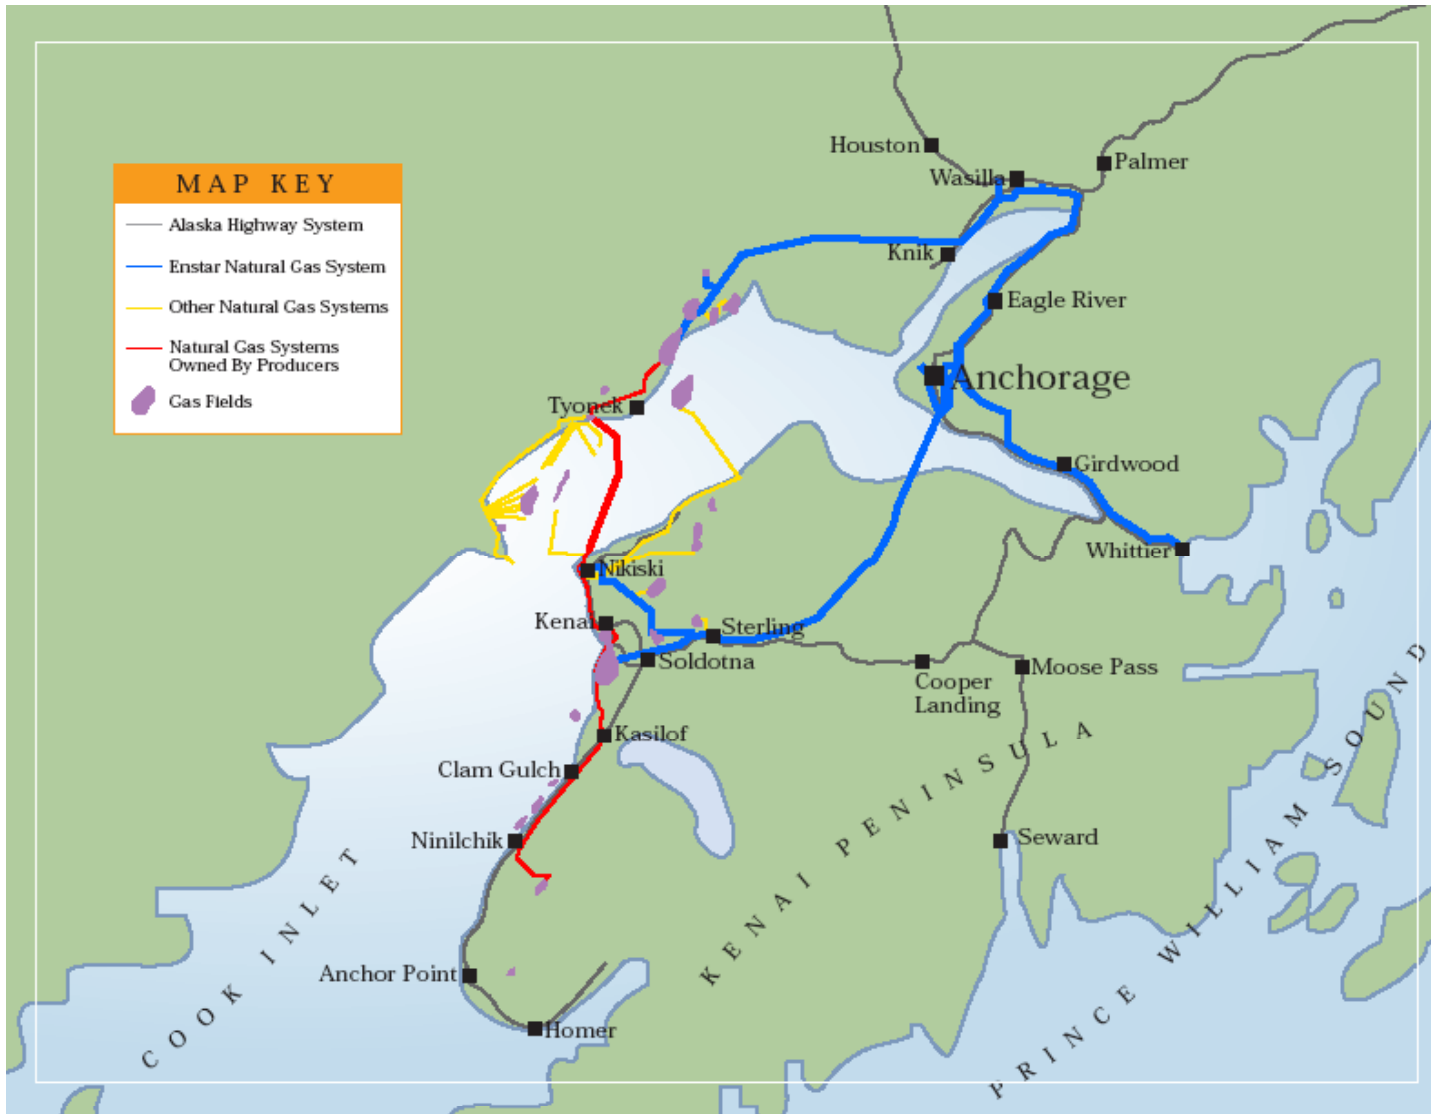 Houston
Palmer
Wasilla
MAP KEY
Alaska Highway System
Enstar Natural Gas System
Other Natural Gas Systems
Natural Gas Systems
Owned By Producers
Gas Fields
Knik
Eagle River
Anchorage
Tyonek
Girdwood
Whittier
Nikiski
Kenai
Sterling
Soldotna
Cooper
Landing
Moose Pass
Kasilof
Clam Gulch
Ninilchik
Seward
Anchor Point
Homer
COOK INLET
KENAI PENINSULA
PRINCE WILLIAM SOUND